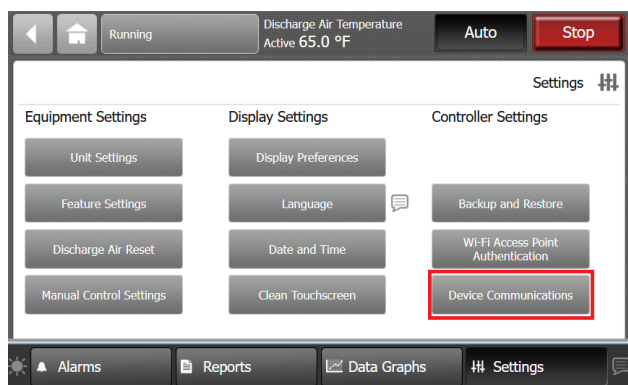 Running
Discharge Air Temperature
Active 65.0 °F
Auto
Stop
Settings
Equipment Settings
Display Settings
Controller Settings
Unit Settings
Display Preferences
Feature Settings
Language
Backup and Restore
Discharge Air Reset
Date and Time
Wi-Fi Access Point
Authentication
Manual Control Settings
Clean Touchscreen
Device Communications
Alarms
Reports
Data Graphs
Settings